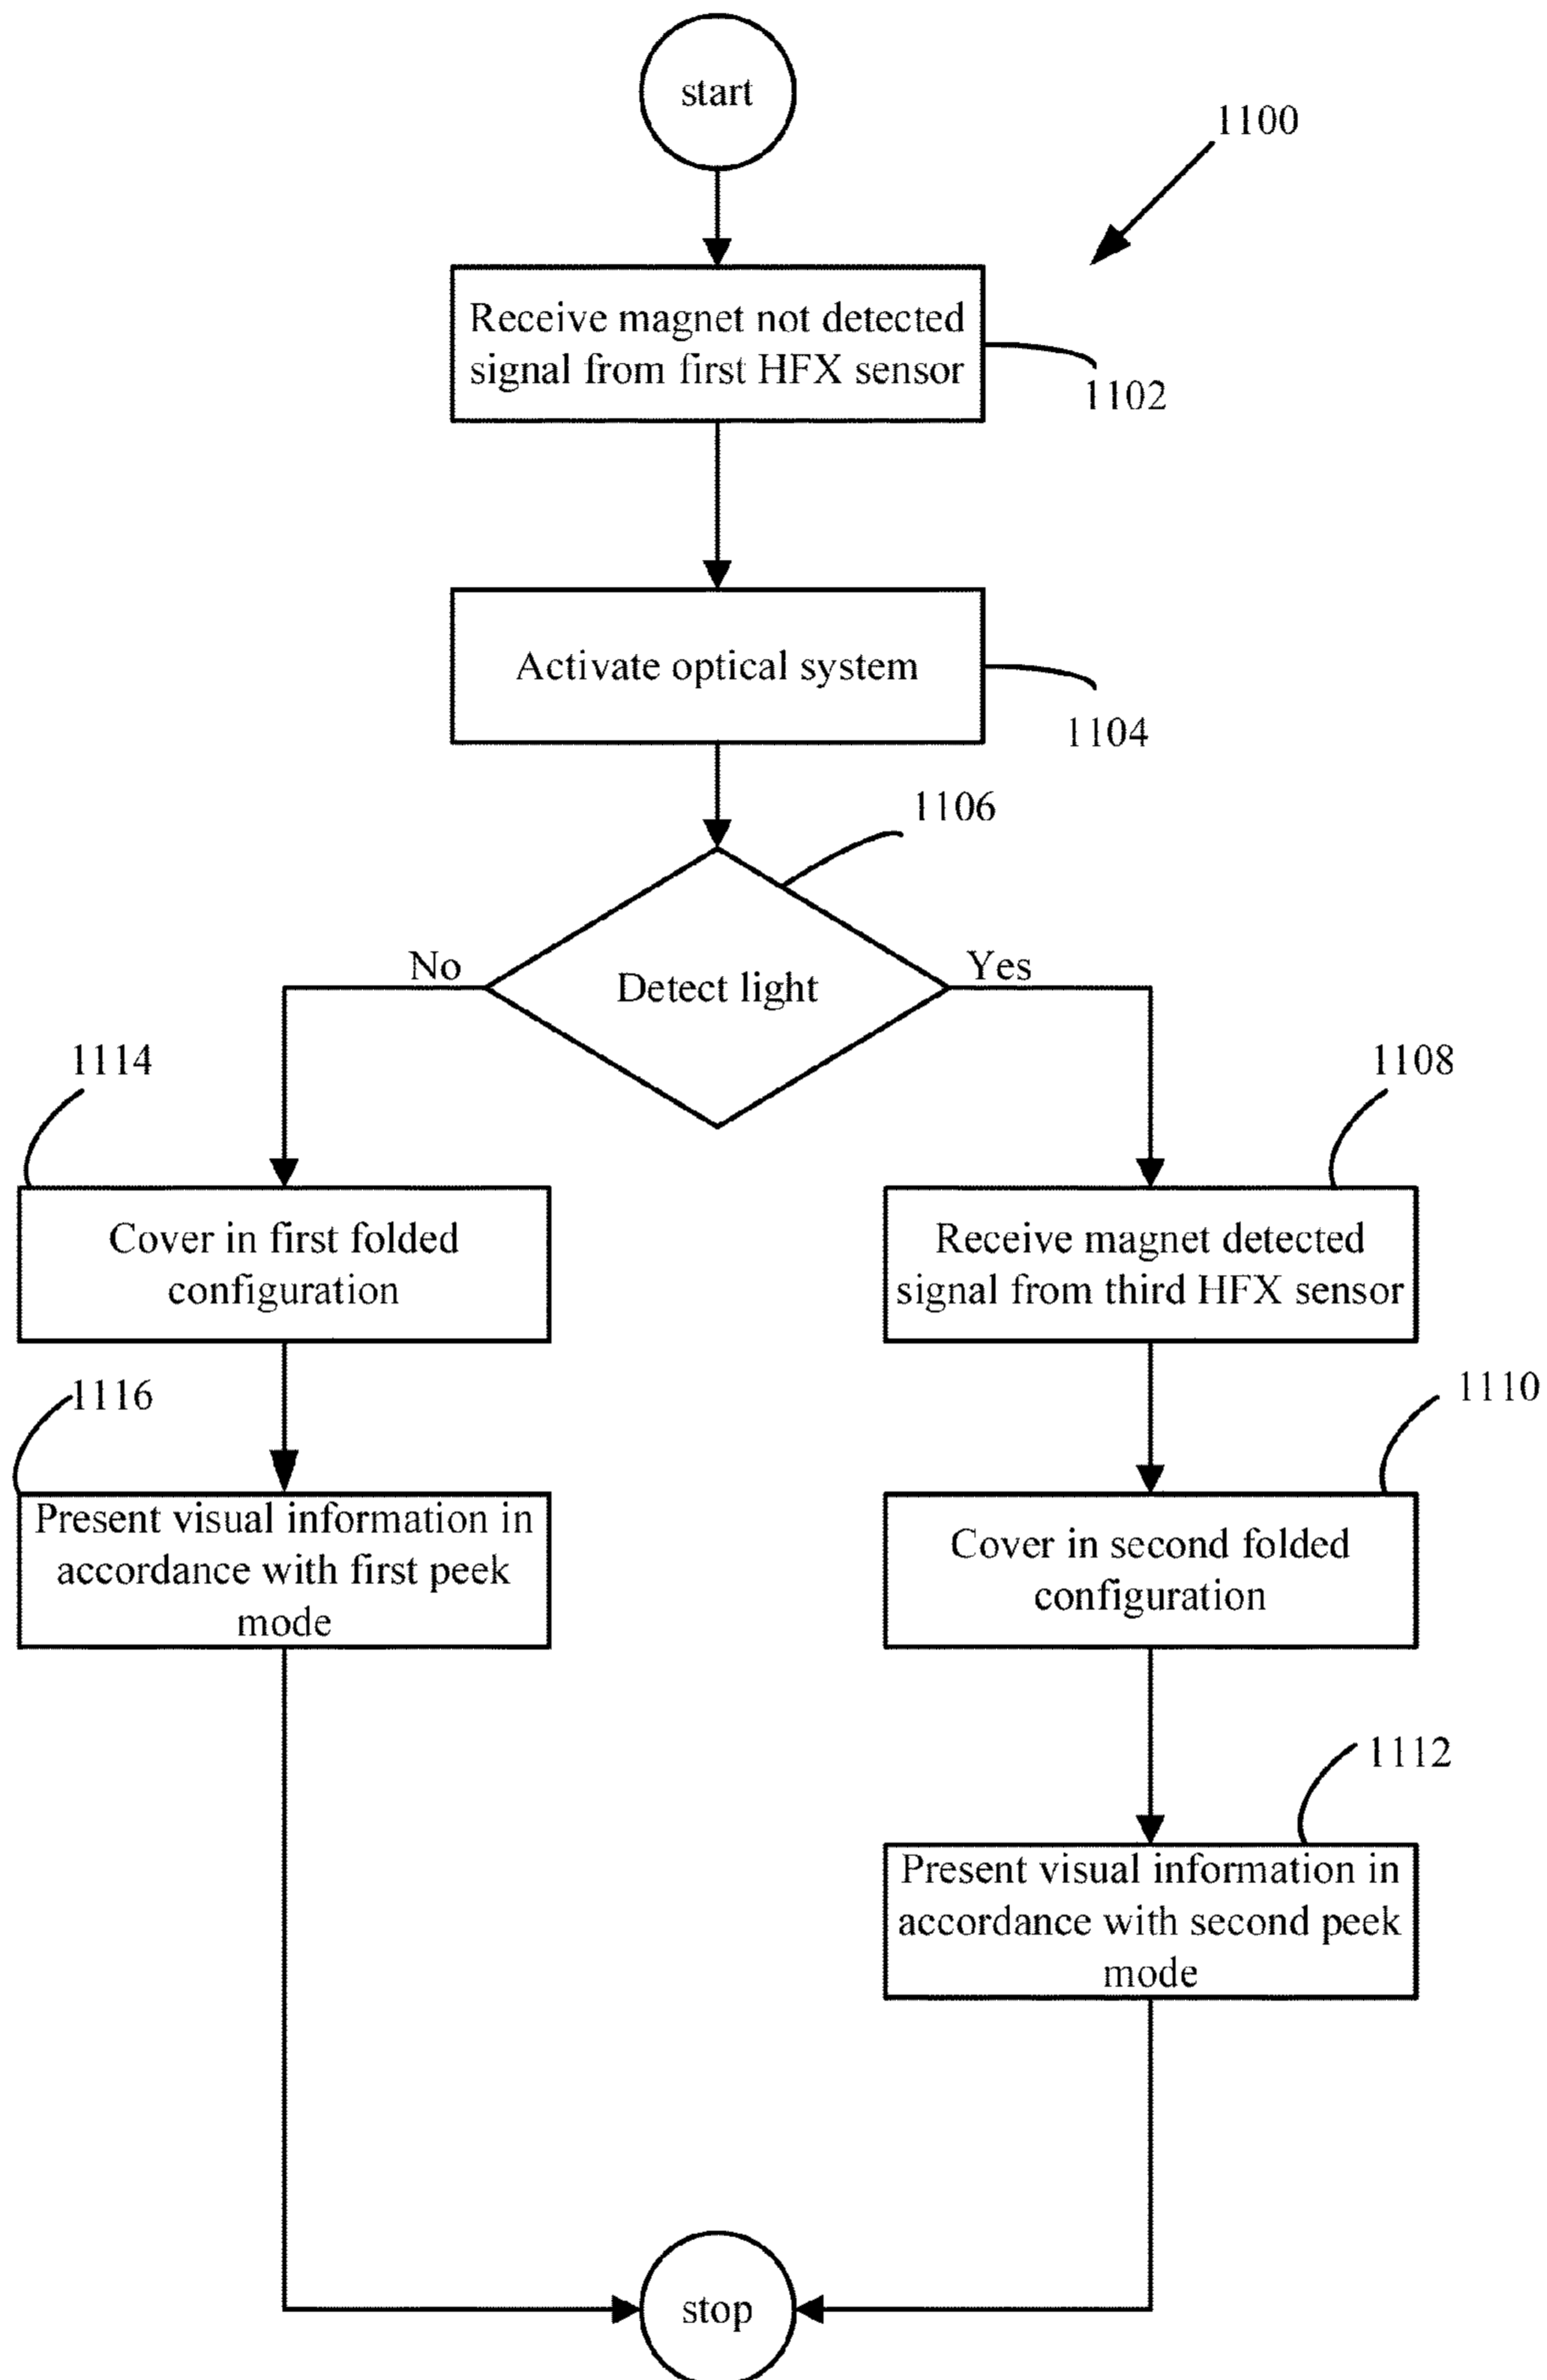 start
1100
Receive magnet not detected
signal from first HFX sensor
1102
Activate optical system
1104
1106
No
Detect light
Yes
1114
1108
Cover in first folded
configuration
Receive magnet detected
signal from third HFX sensor
1116
1110
Present visual information in
accordance with first peek
mode
Cover in second folded
configuration
1112
Present visual information in
accordance with second peek
mode
stop